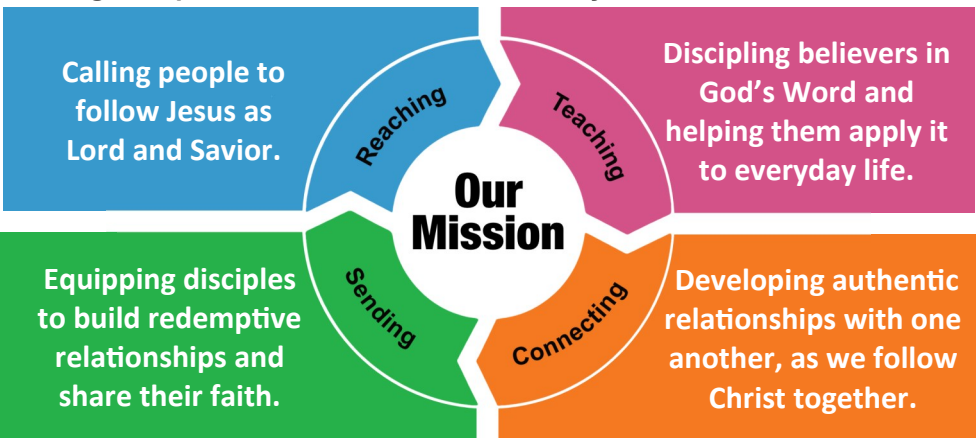 Calling people to
follow Jesus as
Lord and Savior.
Reaching
Teaching
Discipling believers in
God's Word and
helping them apply it
to everyday life.
Our
Mission
Equipping disciples
to build redemptive
relationships and
share their faith.
Sending
Connecting
Developing authentic
relationships with one
another, as we follow
Christ together.